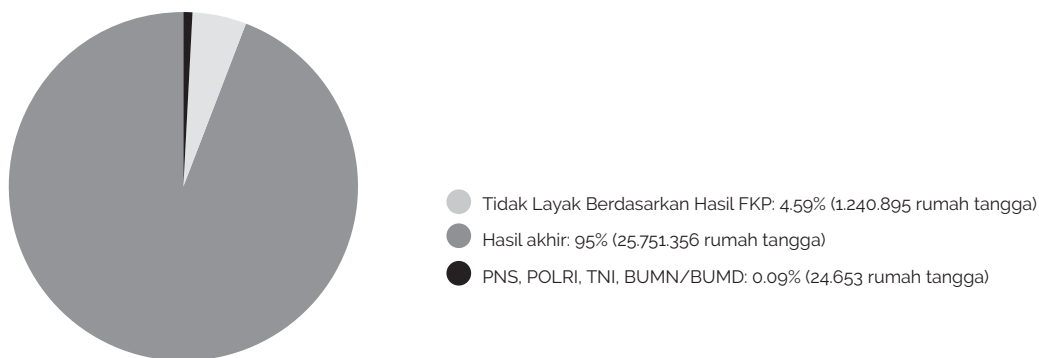 Tidak Layak Berdasarkan Hasil FKP: 4.59% (1.240.895 rumah tangga)
Hasil akhir: 95% (25.751.356 rumah tangga)
PNS, POLRI, TNI, BUMN/BUMD: 0.09% (24.653 rumah tangga)